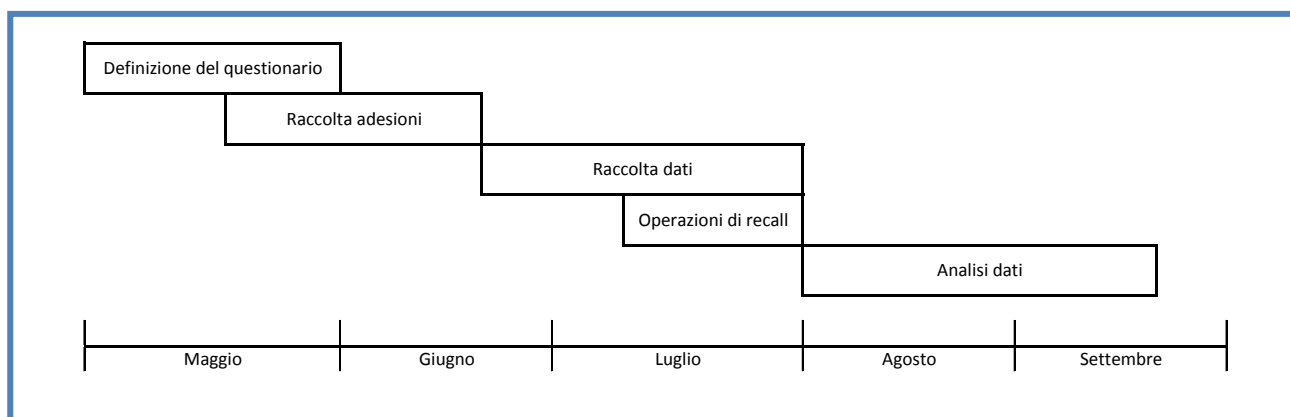 Definizione del questionario
Raccolta adesioni
Raccolta dati
Operazioni di recall
Analisi dati
Maggio Giugno Luglio Agosto Settembre